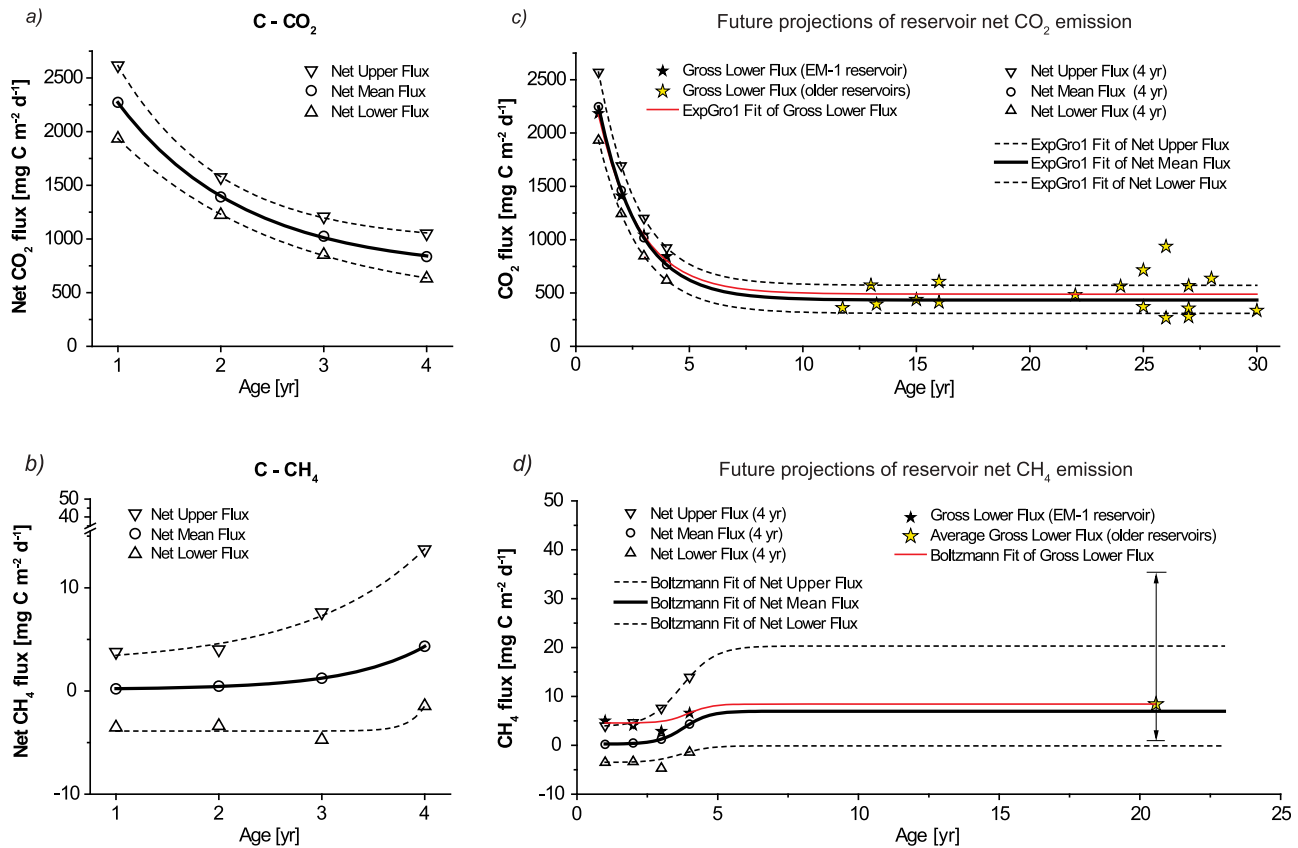 a)
C - CO2
Net Upper Flux
Net Mean Flux
Net Lower Flux
Net CO2 flux [mg C m-2 d-1]
2500
2000
1500
1000
500
0
1 2 3 4
Age [yr]
c)
Future projections of reservoir net CO2 emission
Gross Lower Flux (EM-1 reservoir)
Gross Lower Flux (older reservoirs)
ExpGro1 Fit of Gross Lower Flux
Net Upper Flux (4 yr)
Net Mean Flux (4 yr)
Net Lower Flux (4 yr)
ExpGro1 Fit of Net Upper Flux
ExpGro1 Fit of Net Mean Flux
ExpGro1 Fit of Net Lower Flux
CO2 flux [mg C m-2 d-1]
2500
2000
1500
1000
500
0
0 5 10 15 20 25 30
Age [yr]
b)
C - CH4
Net Upper Flux
Net Mean Flux
Net Lower Flux
Net CH4 flux [mg C m-2 d-1]
50
40
10
0
-10
1 2 3 4
Age [yr]
d)
Future projections of reservoir net CH4 emission
Net Upper Flux (4 yr)
Net Mean Flux (4 yr)
Net Lower Flux (4 yr)
Boltzmann Fit of Net Upper Flux
Boltzmann Fit of Net Mean Flux
Boltzmann Fit of Net Lower Flux
Gross Lower Flux (EM-1 reservoir)
Average Gross Lower Flux (older reservoirs)
Boltzmann Fit of Gross Lower Flux
CH4 flux [mg C m-2 d-1]
50
45
40
35
30
25
20
15
10
5
0
-5
-10
0 5 10 15 20 25
Age [yr]